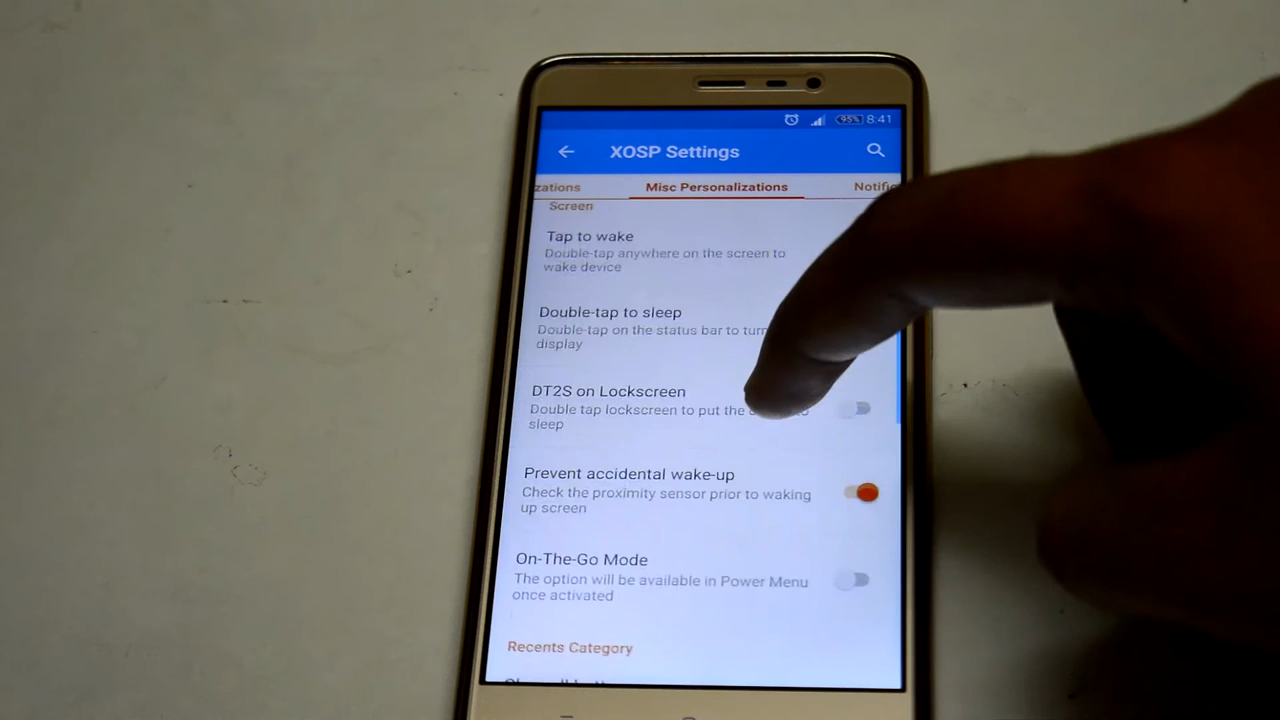 95% 8:41
XOSP Settings
zations Misc Personalizations Notific
Screen
Tap to wake
Double-tap anywhere on the screen to
wake device
Double-tap to sleep
Double-tap on the status bar to turn
display
DT2S on Lockscreen
Double tap lockscreen to put the
sleep
Prevent accidental wake-up
Check the proximity sensor prior to waking
up screen
On-The-Go Mode
The option will be available in Power Menu
once activated
Recents Category